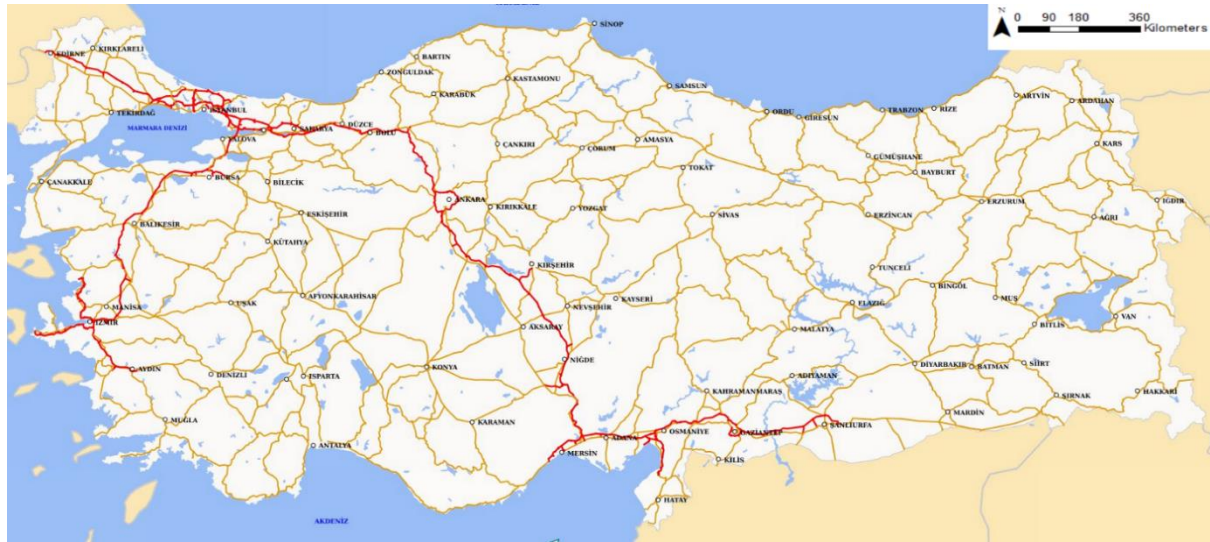 SİNOP
N
0 90 180 360
Kilometers
EDİRNE
KIRKLARELİ
BARTIN
ZONGULDAK
KASTAMONU
KARABÜK
SAMSUN
ARTVİN
ARDAHAN
TEKİRDAĞ
İSTANBUL
ORDU
GİRESUN
TRABZON
RİZE
MARMARA DENİZİ
SAKARYA
DÜZCE
BOLU
YALOVA
ÇANKIRI
ÇORUM
AMASYA
KARS
GÜMÜŞHANE
TOKAT
BAYBURT
ÇANAKKALE
BURSA
BİLECİK
ANKARA
KIRIKKALE
YOZGAT
SİVAS
ERZİNCAN
ERZURUM
IĞDIR
AĞRI
ESKİŞEHİR
BALIKESİR
KÜTAHYA
KIRŞEHİR
TUNCELİ
BİNGÖL
MUŞ
MANİSA
UŞAK
AFYONKARAHİSAR
NEVŞEHİR
KAYSERİ
ELAZIĞ
VAN
İZMİR
AKSARAY
MALATYA
BİTLİS
AYDIN
DENİZLİ
ISPARTA
KONYA
NİĞDE
ADIYAMAN
DİYARBAKIR
BATMAN
SİİRT
KAHRAMANMARAŞ
ŞIRNAK
HAKKARİ
MUĞLA
KARAMAN
MARDİN
ANTALYA
MERSİN
ADANA
OSMANİYE
GAZİANTEP
ŞANLIURFA
KİLİS
HATAY
AKDENİZ